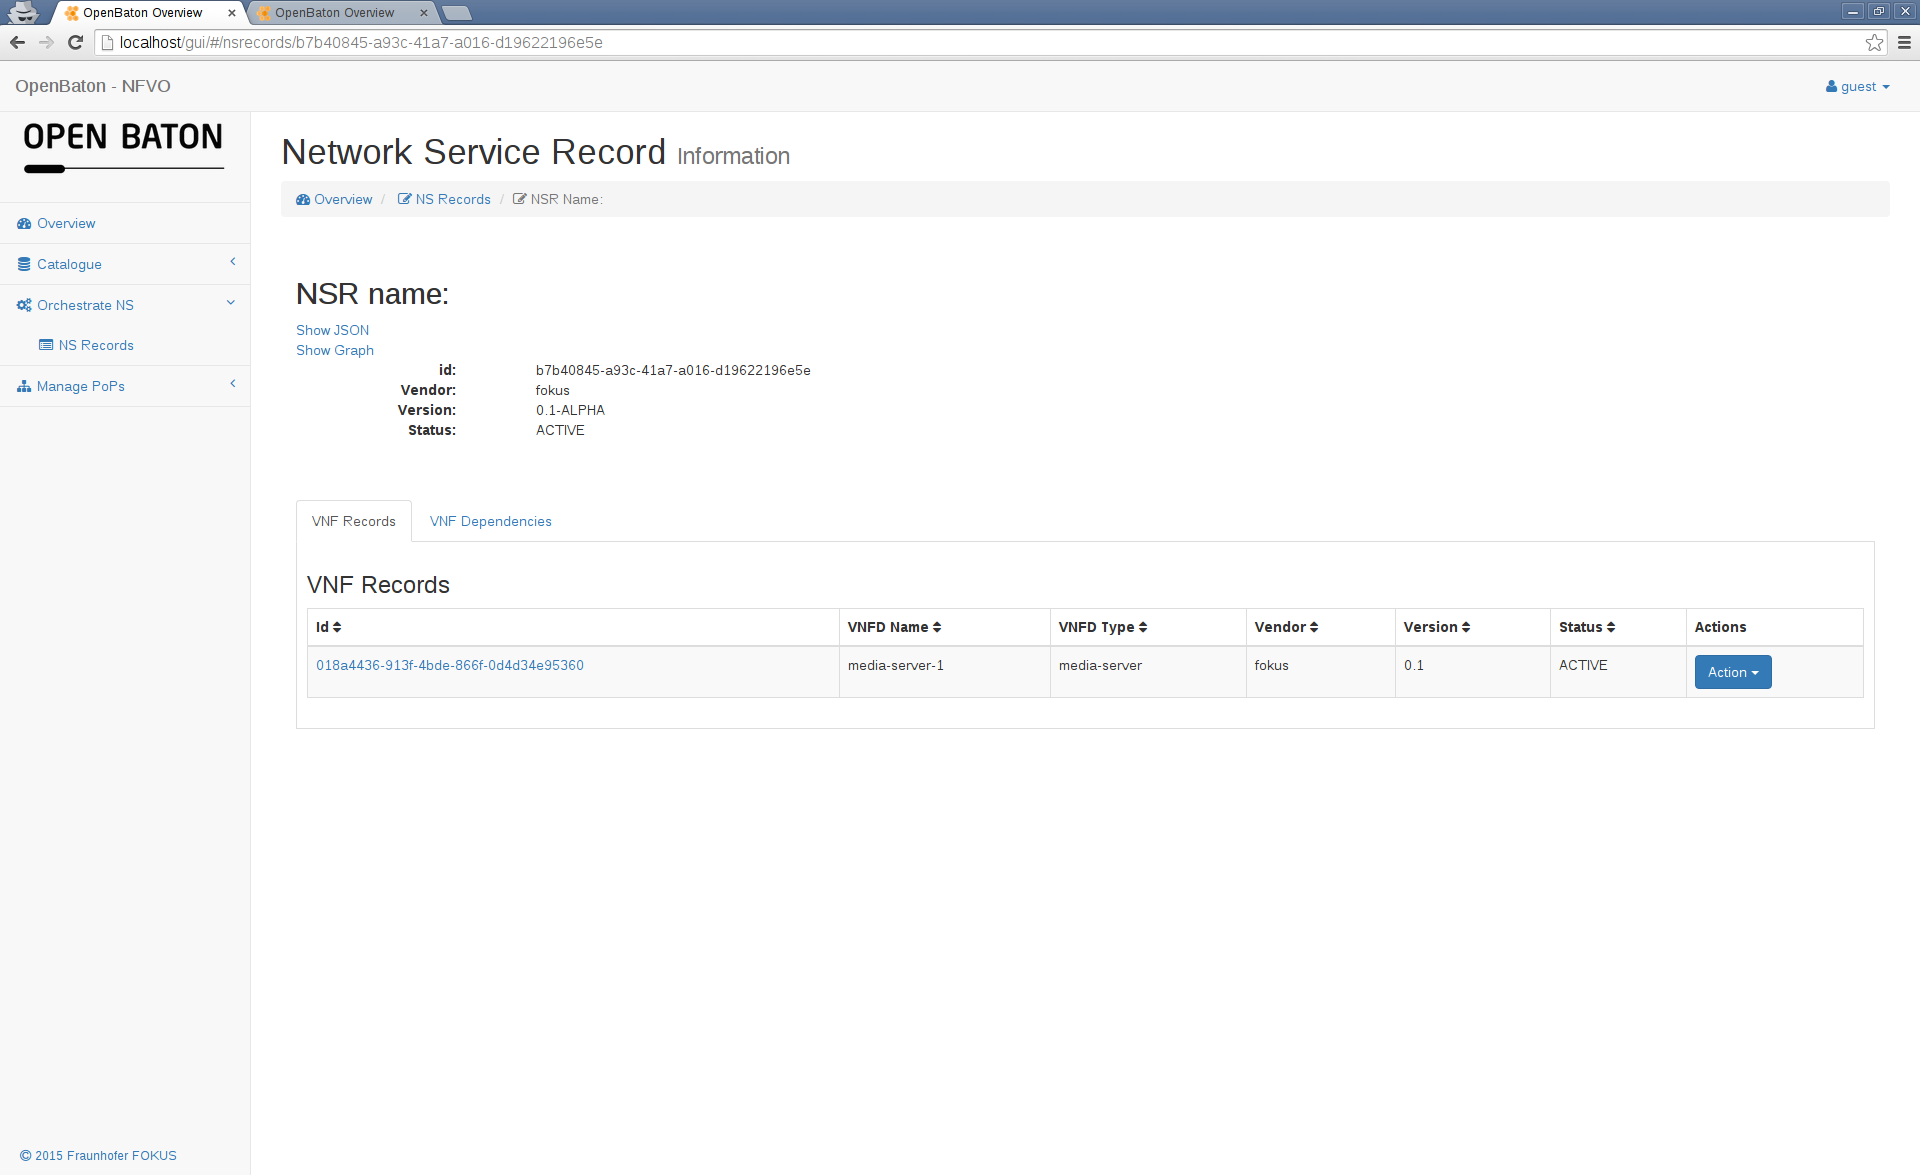 OpenBaton Overview
OpenBaton Overview
localhost/gui/#/nsrecords/b7b40845-a93c-41a7-a016-d19622196e5e
OpenBaton - NFVO
guest
OPEN BATON
Overview
Catalogue
Orchestrate NS
NS Records
Manage PoPs
© 2015 Fraunhofer FOKUS
Network Service Record Information
Overview / NS Records / NSR Name:
NSR name:
Show JSON
Show Graph
id: b7b40845-a93c-41a7-a016-d19622196e5e
Vendor: fokus
Version: 0.1-ALPHA
Status: ACTIVE
VNF Records VNF Dependencies
VNF Records
Id VNFD Name VNFD Type Vendor Version Status Actions
018a4436-913f-4bde-866f-0d4d34e95360 media-server-1 media-server fokus 0.1 ACTIVE Action